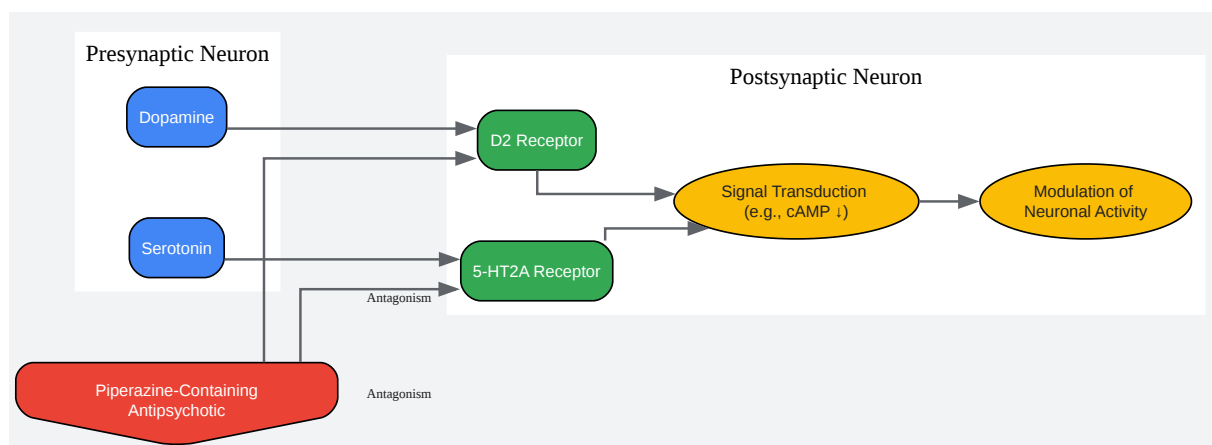 Presynaptic Neuron
Dopamine
Serotonin
Postsynaptic Neuron
D2 Receptor
5-HT2A Receptor
Signal Transduction
(e.g., cAMP ↓)
Modulation of
Neuronal Activity
Antagonism
Piperazine-Containing
Antipsychotic
Antagonism